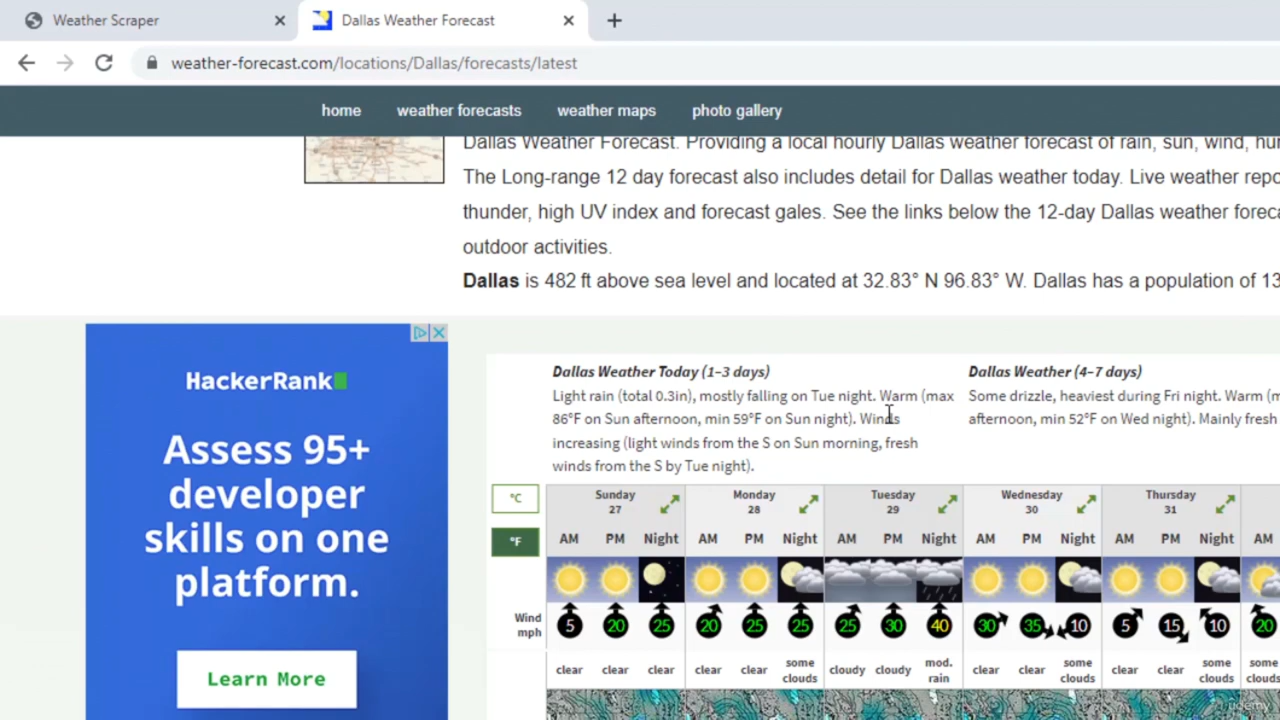 Weather Scraper
Dallas Weather Forecast
weather-forecast.com/locations/Dallas/forecasts/latest
home weather forecasts weather maps photo gallery
Dallas Weather Forecast. Providing a local hourly Dallas weather forecast of rain, sun, wind,
The Long-range 12 day forecast also includes detail for Dallas weather today. Live weather repo
thunder, high UV index and forecast gales. See the links below the 12-day Dallas weather foreca
outdoor activities.
Dallas is 482 ft above sea level and located at 32.83° N 96.83° W. Dallas has a population of 13
HackerRank
Assess 95+
developer
skills on one
platform.
Learn More
Dallas Weather Today (1–3 days)
Light rain (total 0.3in), mostly falling on Tue night. Warm (max
86°F on Sun afternoon, min 59°F on Sun night). Winds
increasing (light winds from the S on Sun morning, fresh
winds from the S by Tue night).
Dallas Weather (4–7 days)
Some drizzle, heaviest during Fri night. Warm (m
afternoon, min 52°F on Wed night). Mainly fresh
°C
°F
Sunday Monday Tuesday Wednesday Thursday
27 28 29 30 31
AM PM Night AM PM Night AM PM Night AM PM Night AM PM Night AM
Wind
mph
5 20 25 20 25 25 25 30 40 30 35 10 5 15 10 20
clear clear clear clear clear some clouds cloudy cloudy mod. rain clear clear some clouds clear clear some clouds some clouds
udemy